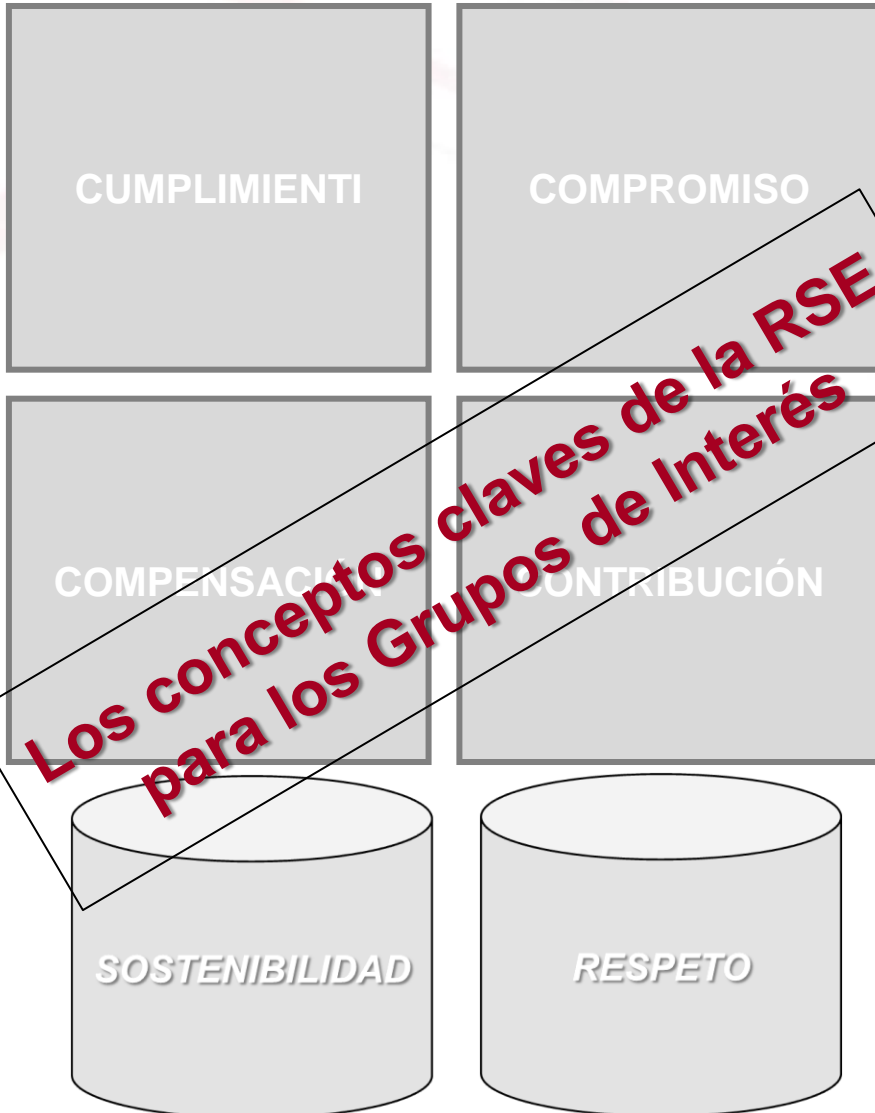 CUMPLIMIENTI
COMPROMISO
Los conceptos claves de la RSE
para los Grupos de Interés
COMPENSACIÓN
CONTRIBUCIÓN
SOSTENIBILIDAD
RESPETO